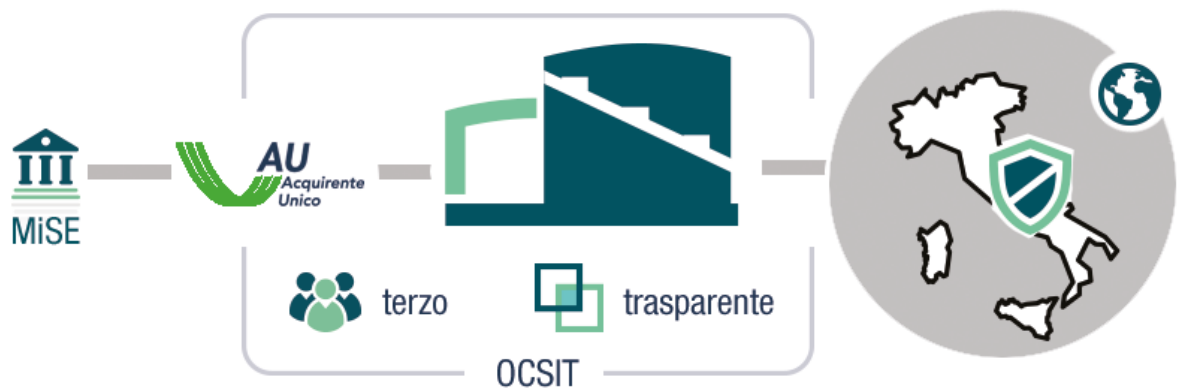 MiSE
AU
Acquirente
Unico
terzo
trasparente
OCSIT